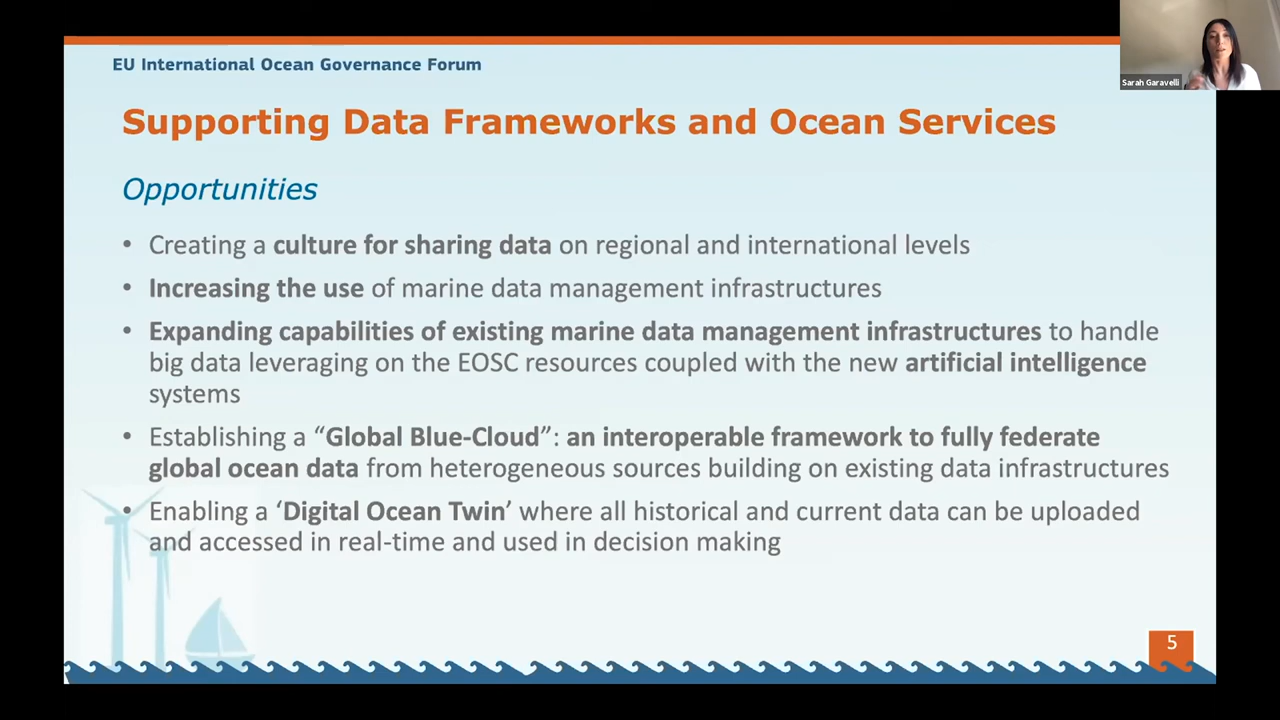 EU International Ocean Governance Forum
Sarah Garavelli
Supporting Data Frameworks and Ocean Services
Opportunities
• Creating a culture for sharing data on regional and international levels
• Increasing the use of marine data management infrastructures
• Expanding capabilities of existing marine data management infrastructures to handle
big data leveraging on the EOSC resources coupled with the new artificial intelligence
systems
• Establishing a “Global Blue-Cloud”: an interoperable framework to fully federate
global ocean data from heterogeneous sources building on existing data infrastructures
• Enabling a ‘Digital Ocean Twin’ where all historical and current data can be uploaded
and accessed in real-time and used in decision making
5